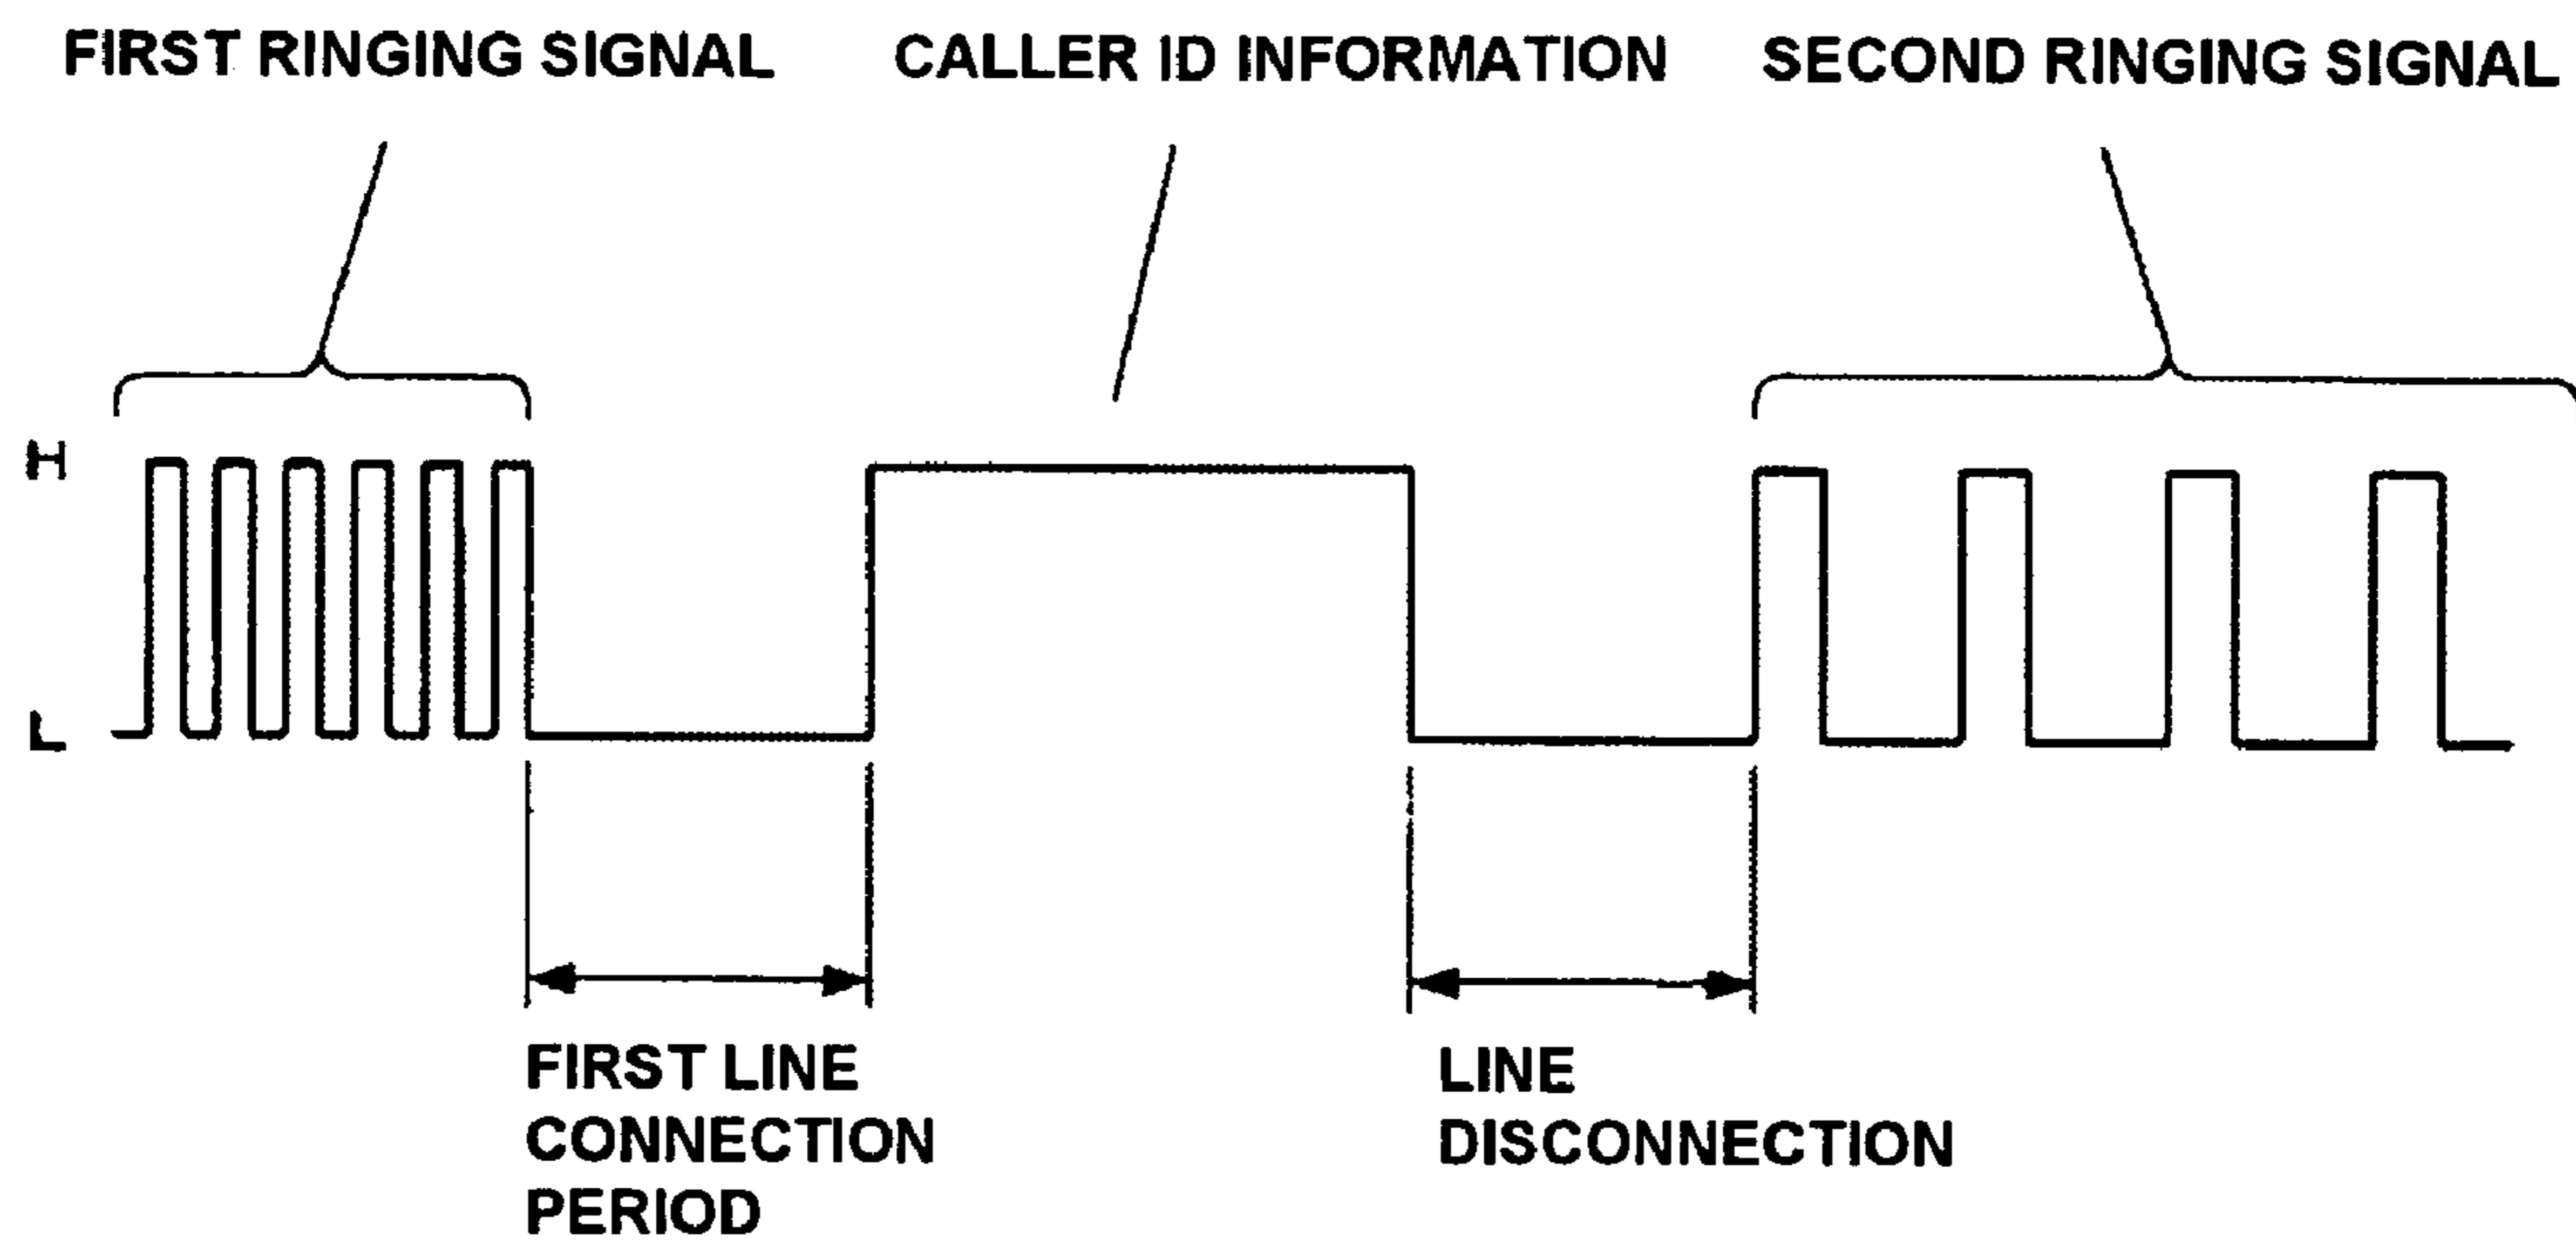 FIRST RINGING SIGNAL
CALLER ID INFORMATION
SECOND RINGING SIGNAL
H
L
FIRST LINE
CONNECTION
PERIOD
LINE
DISCONNECTION